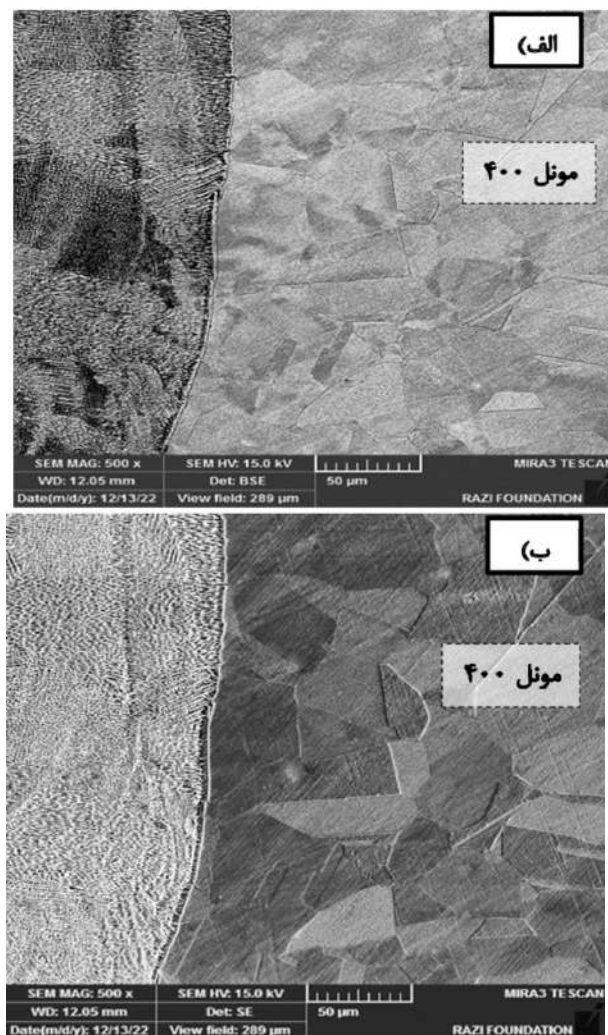 الف)
مونل ۴۰۰
SEM MAG: 500 x SEM HV: 15.0 kV MIRA3 TESCAN
WD: 12.05 mm Det: BSE 50 µm
Date(m/d/y): 12/13/22 View field: 289 µm RAZI FOUNDATION
ب)
مونل ۴۰۰
SEM MAG: 500 x SEM HV: 15.0 kV MIRA3 TESCAN
WD: 12.05 mm Det: SE 50 µm
Date(m/d/y): 12/13/22 View field: 289 µm RAZI FOUNDATION